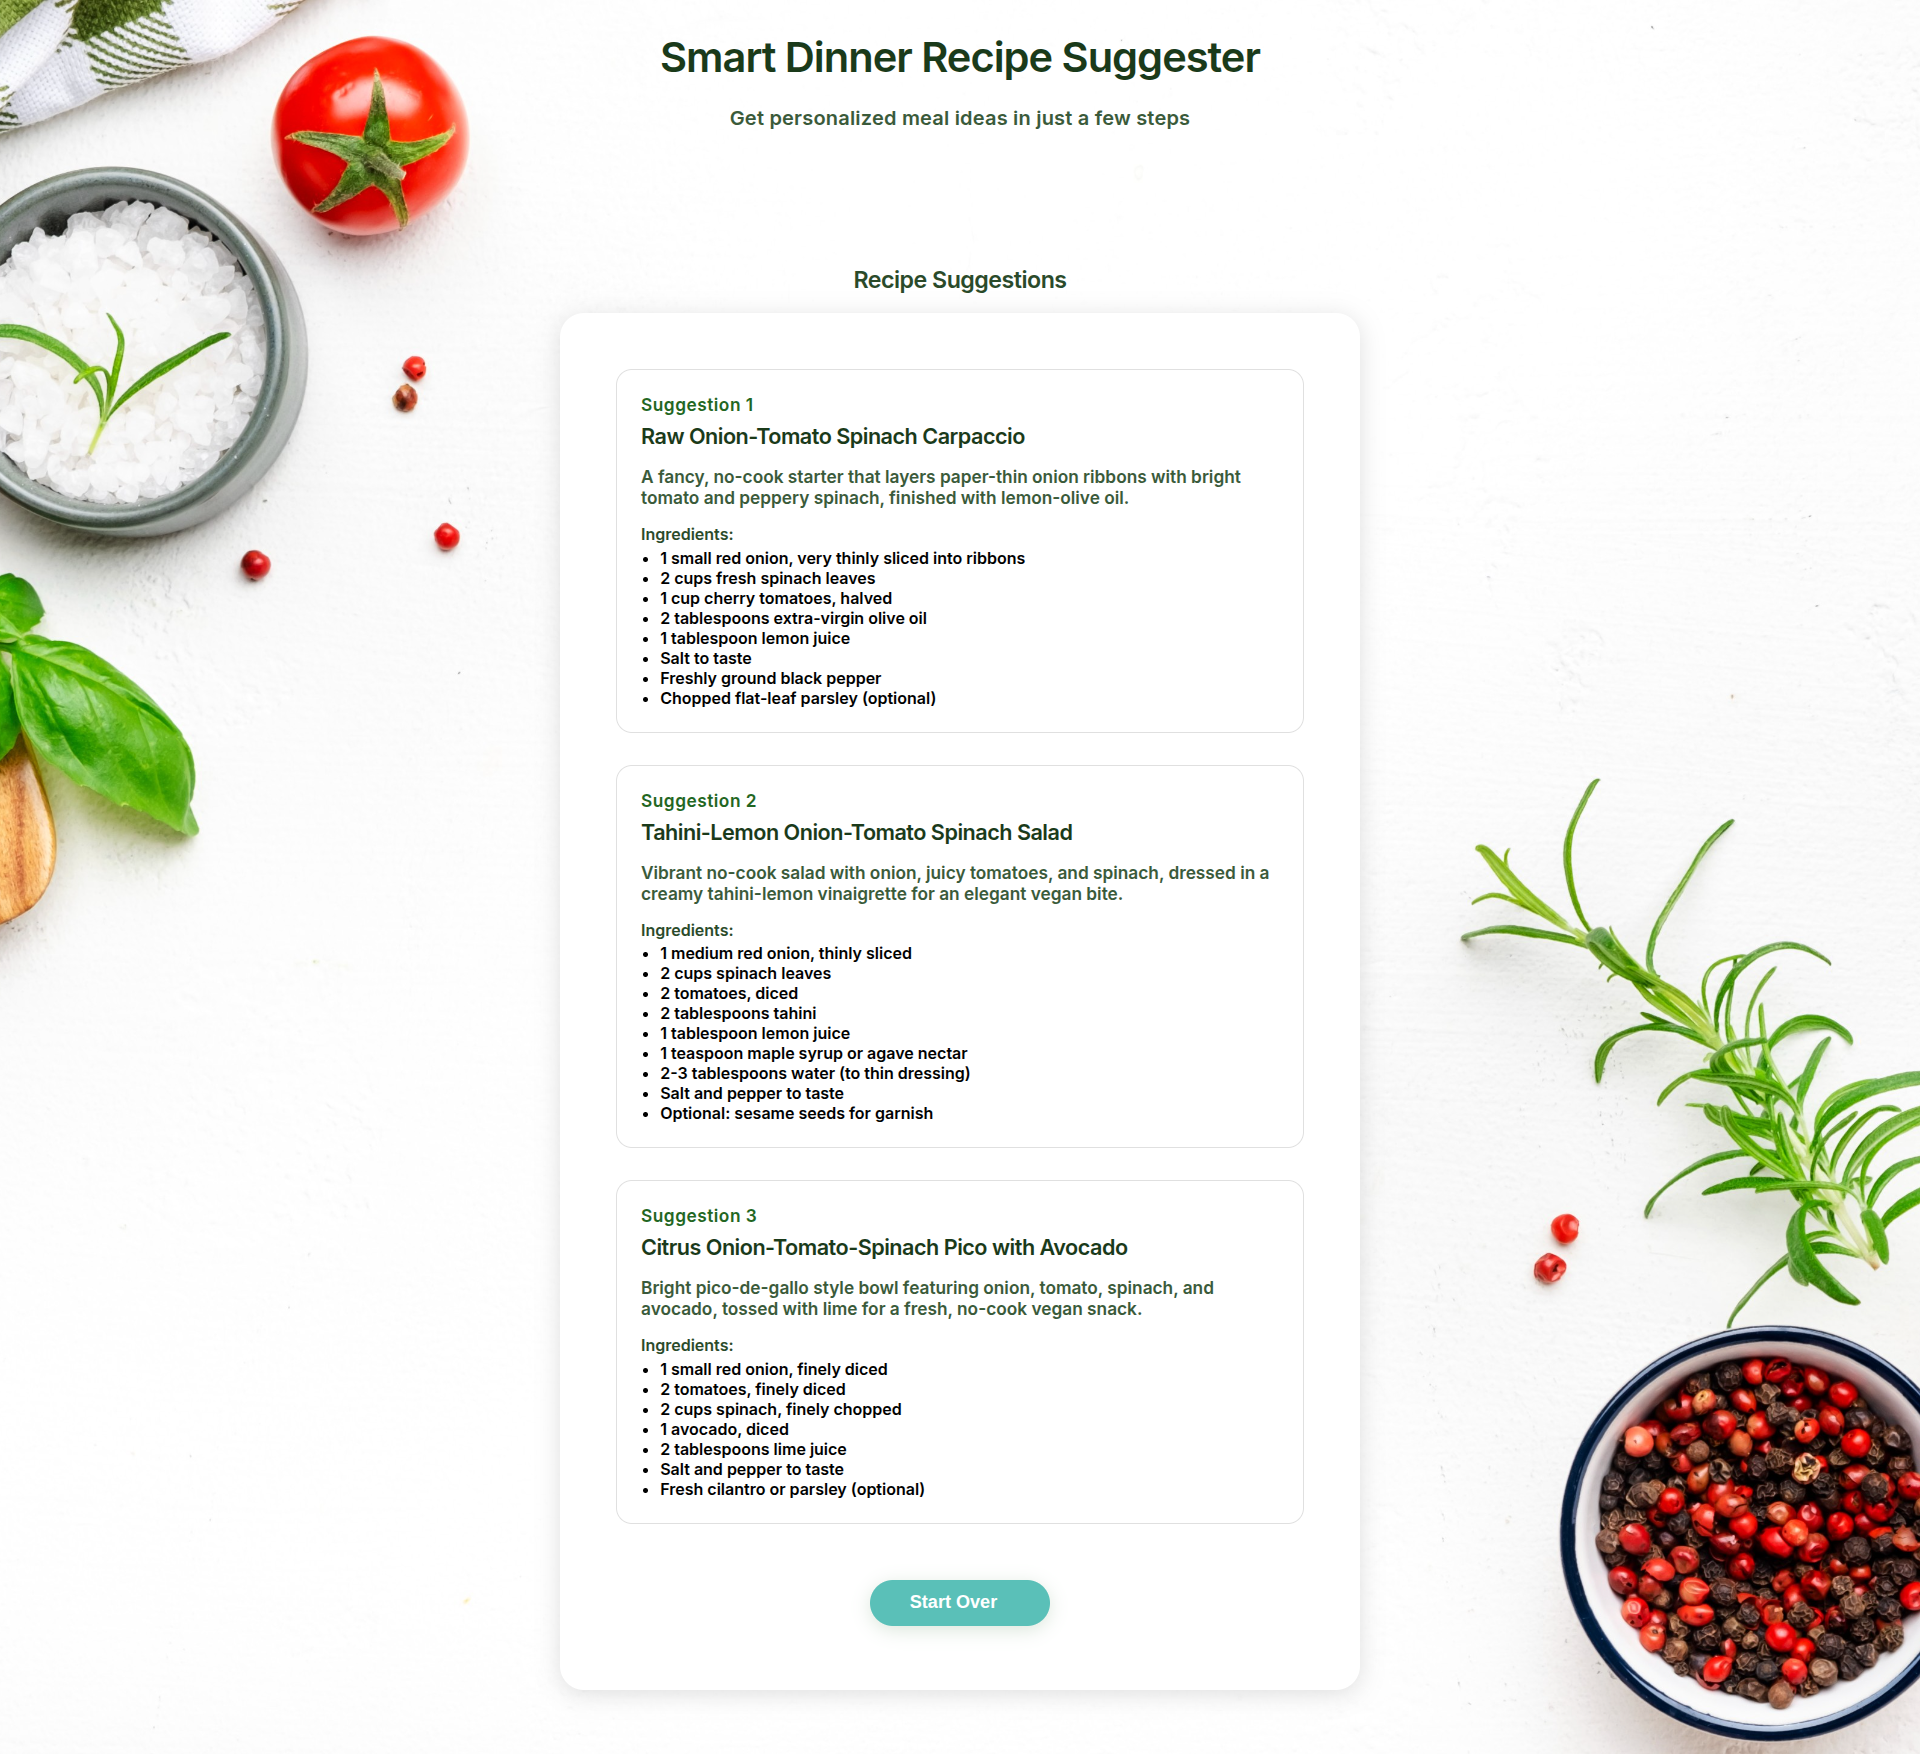 Smart Dinner Recipe Suggester
Get personalized meal ideas in just a few steps
Recipe Suggestions
Suggestion 1
Raw Onion-Tomato Spinach Carpaccio
A fancy, no-cook starter that layers paper-thin onion ribbons with bright
tomato and peppery spinach, finished with lemon-olive oil.
Ingredients:
• 1 small red onion, very thinly sliced into ribbons
• 2 cups fresh spinach leaves
• 1 cup cherry tomatoes, halved
• 2 tablespoons extra-virgin olive oil
• 1 tablespoon lemon juice
• Salt to taste
• Freshly ground black pepper
• Chopped flat-leaf parsley (optional)
Suggestion 2
Tahini-Lemon Onion-Tomato Spinach Salad
Vibrant no-cook salad with onion, juicy tomatoes, and spinach, dressed in a
creamy tahini-lemon vinaigrette for an elegant vegan bite.
Ingredients:
• 1 medium red onion, thinly sliced
• 2 cups spinach leaves
• 2 tomatoes, diced
• 2 tablespoons tahini
• 1 tablespoon lemon juice
• 1 teaspoon maple syrup or agave nectar
• 2-3 tablespoons water (to thin dressing)
• Salt and pepper to taste
• Optional: sesame seeds for garnish
Suggestion 3
Citrus Onion-Tomato-Spinach Pico with Avocado
Bright pico-de-gallo style bowl featuring onion, tomato, spinach, and
avocado, tossed with lime for a fresh, no-cook vegan snack.
Ingredients:
• 1 small red onion, finely diced
• 2 tomatoes, finely diced
• 2 cups spinach, finely chopped
• 1 avocado, diced
• 2 tablespoons lime juice
• Salt and pepper to taste
• Fresh cilantro or parsley (optional)
Start Over